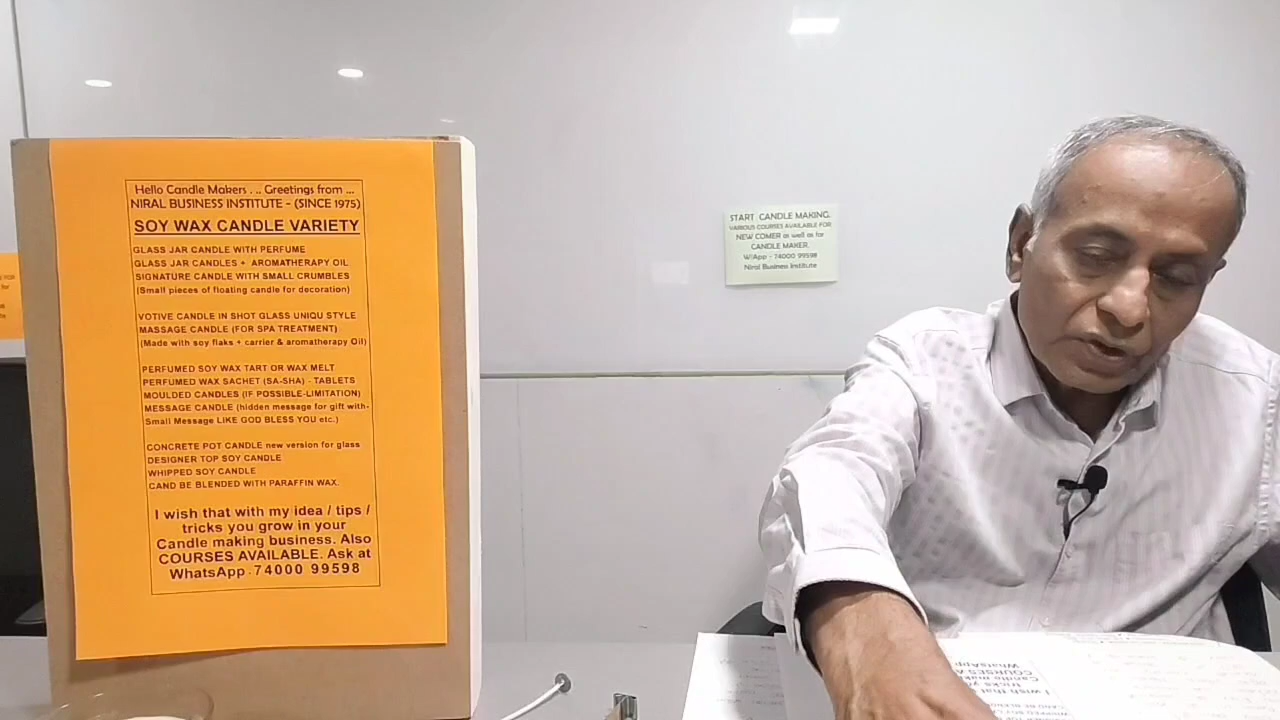 Hello Candle Makers . .. Greetings from ...
NIRAL BUSINESS INSTITUTE - (SINCE 1975)
SOY WAX CANDLE VARIETY
GLASS JAR CANDLE WITH PERFUME
GLASS JAR CANDLES + AROMATHERAPY OIL
SIGNATURE CANDLE WITH SMALL CRUMBLES
(Small pieces of floating candle for decoration)
VOTIVE CANDLE IN SHOT GLASS UNIQU STYLE
MASSAGE CANDLE (FOR SPA TREATMENT)
(Made with soy flaks + carrier & aromatherapy Oil)
PERFUMED SOY WAX TART OR WAX MELT
PERFUMED WAX SACHET (SA-SHA) - TABLETS
MOULDED CANDLES (IF POSSIBLE-LIMITATION)
MESSAGE CANDLE (hidden message for gift with-
Small Message LIKE GOD BLESS YOU etc.)
CONCRETE POT CANDLE new version for glass
DESIGNER TOP SOY CANDLE
WHIPPED SOY CANDLE
CAND BE BLENDED WITH PARAFFIN WAX.
I wish that with my idea / tips /
tricks you grow in your
Candle making business. Also
COURSES AVAILABLE. Ask at
WhatsApp - 74000 99598
START CANDLE MAKING.
VARIOUS COURSES AVAILABLE FOR
NEW COMER as well as for
CANDLE MAKER.
W/App - 74000 99598
Niral Business Institute